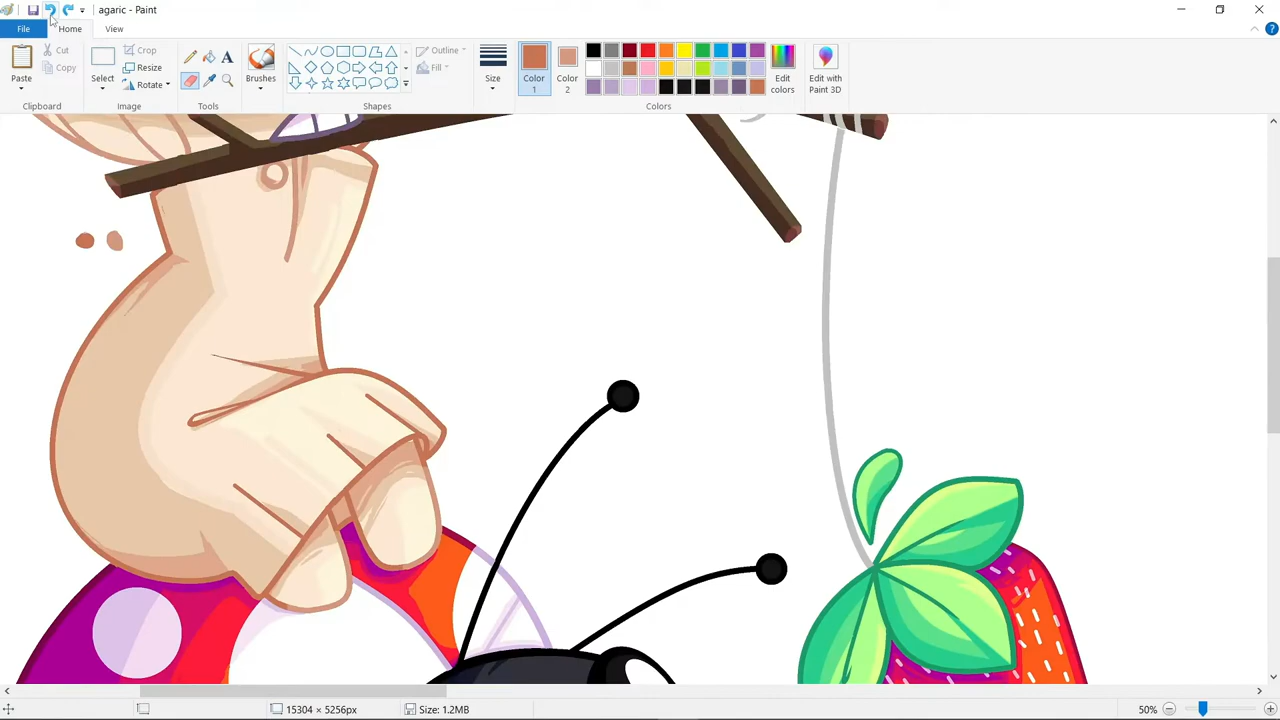 agaric - Paint
File Home View
Paste
Cut
Copy
Clipboard
Select
Crop
Resize
Rotate
Image
A
Tools
Brushes
Shapes
Outline
Fill
Size
Color 1
Color 2
Edit colors
Colors
Edit with Paint 3D
15304 × 5256px
Size: 1.2MB
50%